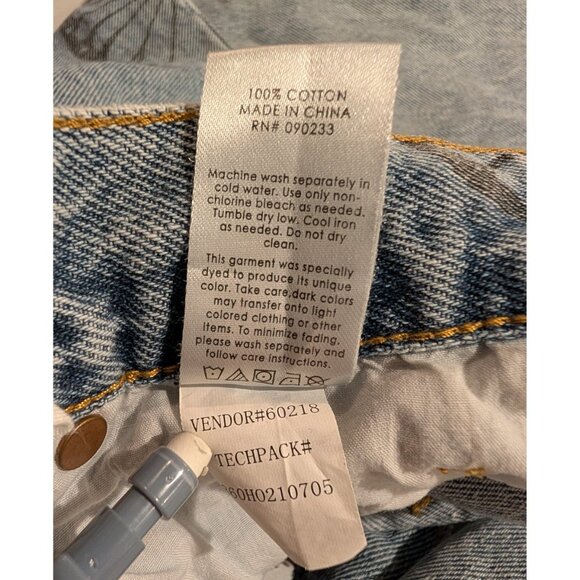 100% COTTON
MADE IN CHINA
RN# 090233
Machine wash separately in
cold water. Use only non-
chlorine bleach as needed.
Tumble dry low. Cool iron
as needed. Do not dry
clean.
This garment was specially
dyed to produce its unique
color. Take care,dark colors
may transfer onto light
colored clothing or other
items. To minimize fading.
please wash separately and
follow care instructions.
VENDOR#60218
TECHPACK#